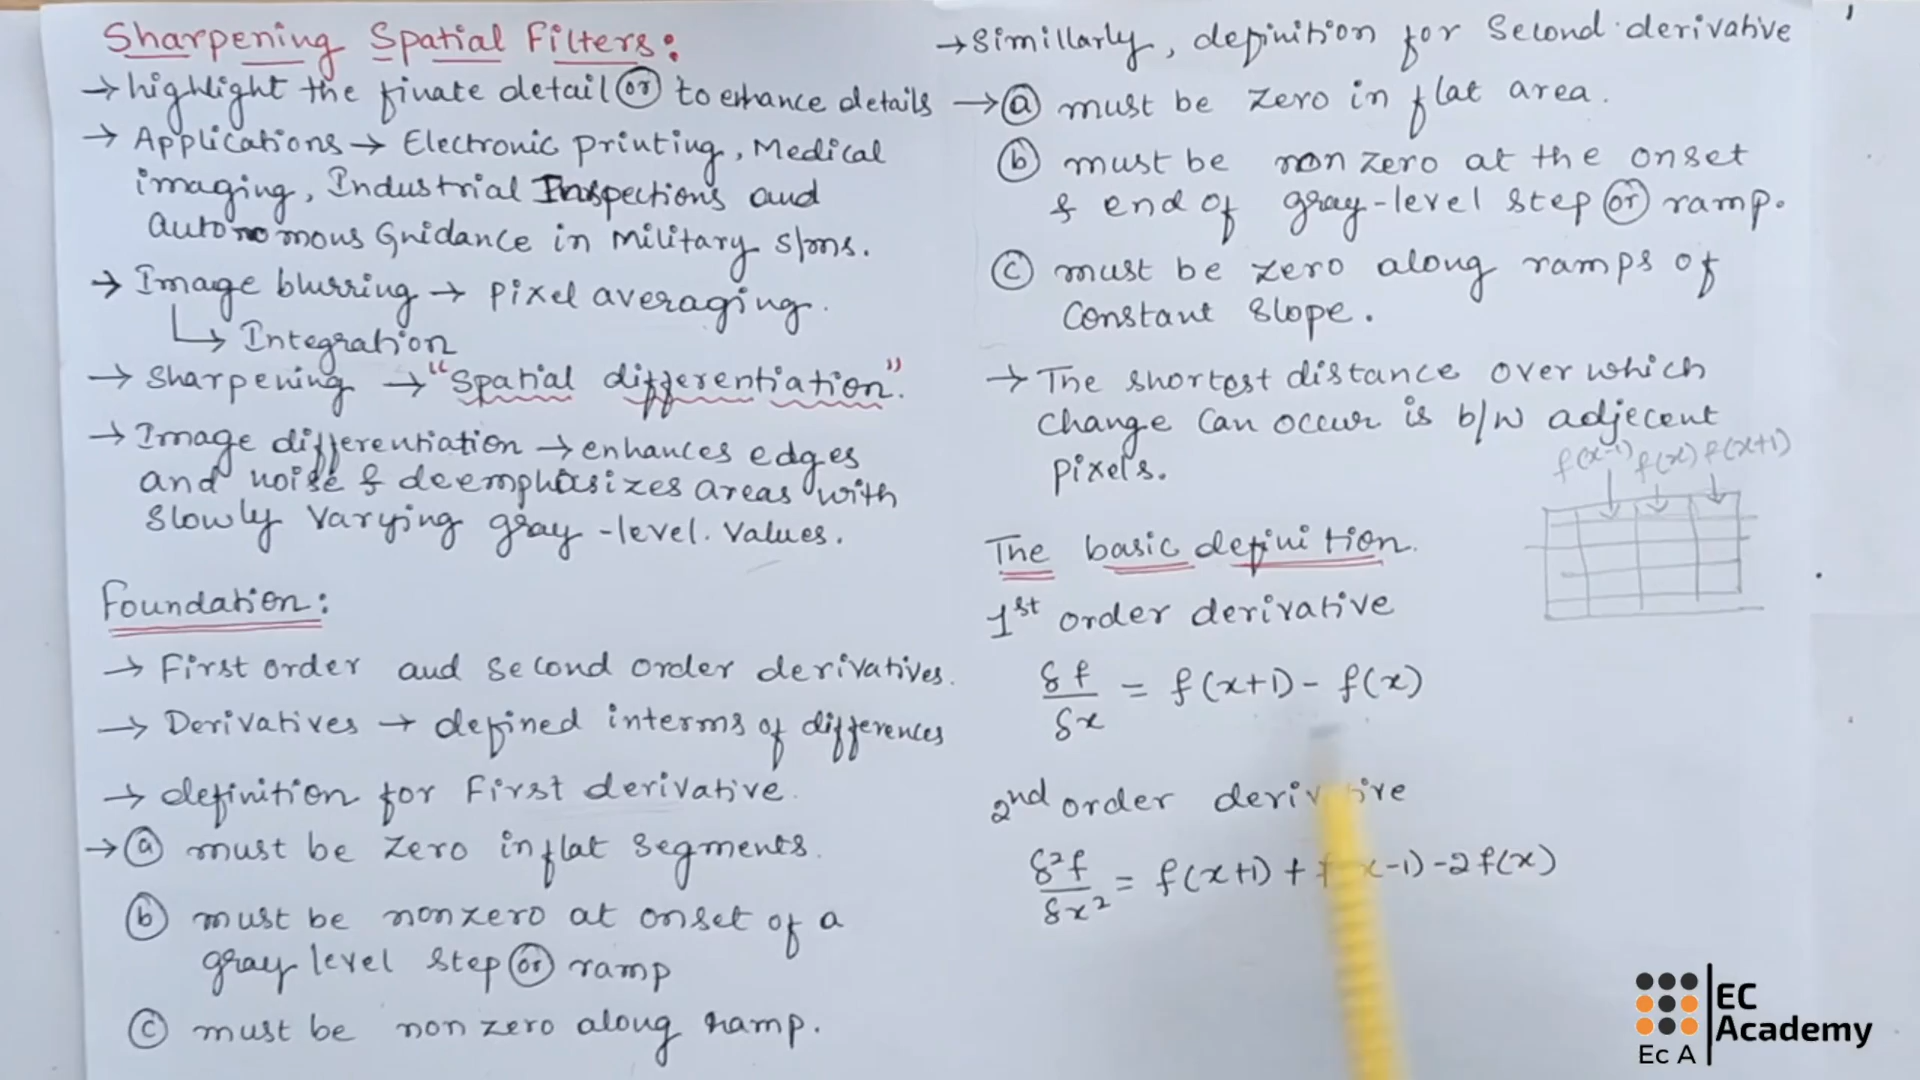 Sharpening Spatial Filters:
→ highlight the finate detail (or) to enhance details
→ Applications → Electronic printing, Medical
imaging, Industrial Inspections and
Autonomous Guidance in military s/ms.
→ Image blurring → pixel averaging.
↳ Integration
→ Sharpening → "Spatial differentiation".
→ Image differentiation → enhances edges
and noise & deemphasizes areas with
slowly varying gray-level. values.
Foundation:
→ First order and second order derivatives.
→ Derivatives → defined interms of differences
→ definition for First derivative.
→ (a) must be zero in flat segments.
(b) must be nonzero at onset of a
gray level step (or) ramp
(c) must be non zero along ramp.
→ Simillarly, definition for Second derivative
→ (a) must be zero in flat area.
(b) must be non zero at the onset
& end of gray-level step (or) ramp.
(c) must be zero along ramps of
constant slope.
→ The shortest distance over which
change can occur is b/w adjecent
pixels.
f(x-1) f(x) f(x+1)
The basic definition.
1st order derivative
δf/δx = f(x+1) - f(x)
2nd order derivative
δ²f/δx² = f(x+1) + f(x-1) - 2f(x)
EC
Academy
Ec A